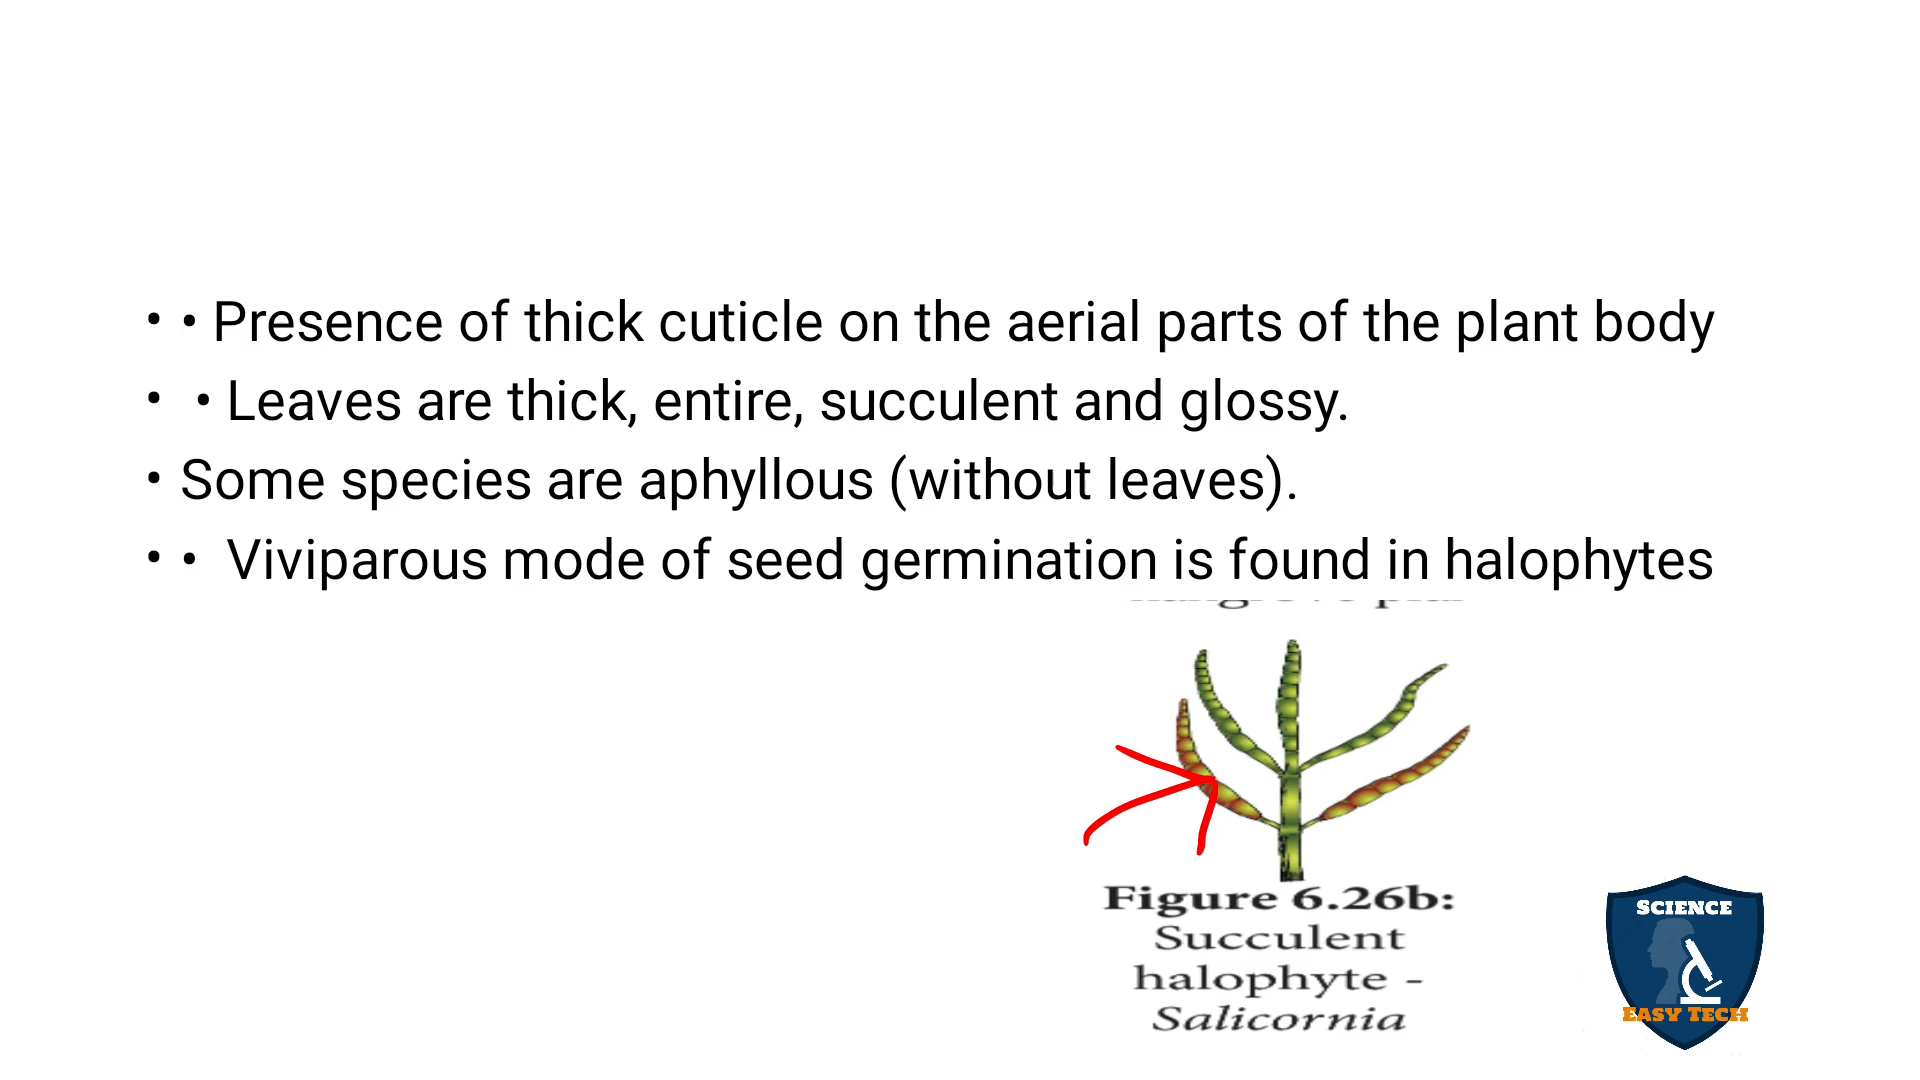 • • Presence of thick cuticle on the aerial parts of the plant body
• • Leaves are thick, entire, succulent and glossy.
• Some species are aphyllous (without leaves).
• • Viviparous mode of seed germination is found in halophytes
Figure 6.26b:
Succulent
halophyte -
Salicornia
SCIENCE
EASY TECH